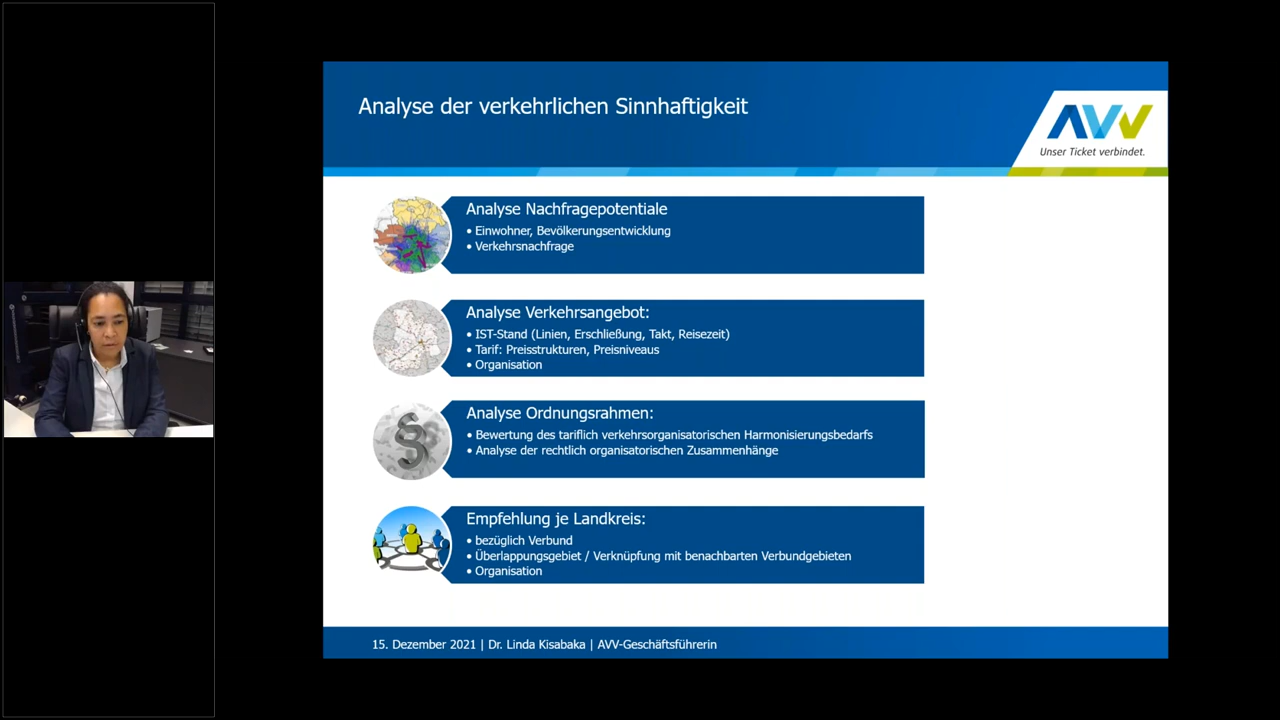 Analyse der verkehrlichen Sinnhaftigkeit
AVV
Unser Ticket verbindet.
Analyse Nachfragepotentiale
• Einwohner, Bevölkerungsentwicklung
• Verkehrsnachfrage
Analyse Verkehrsangebot:
• IST-Stand (Linien, Erschließung, Takt, Reisezeit)
• Tarif: Preisstrukturen, Preisniveaus
• Organisation
§
Analyse Ordnungsrahmen:
• Bewertung des tariflich verkehrsorganisatorischen Harmonisierungsbedarfs
• Analyse der rechtlich organisatorischen Zusammenhänge
Empfehlung je Landkreis:
• bezüglich Verbund
• Überlappungsgebiet / Verknüpfung mit benachbarten Verbundgebieten
• Organisation
15. Dezember 2021 | Dr. Linda Kisabaka | AVV-Geschäftsführerin